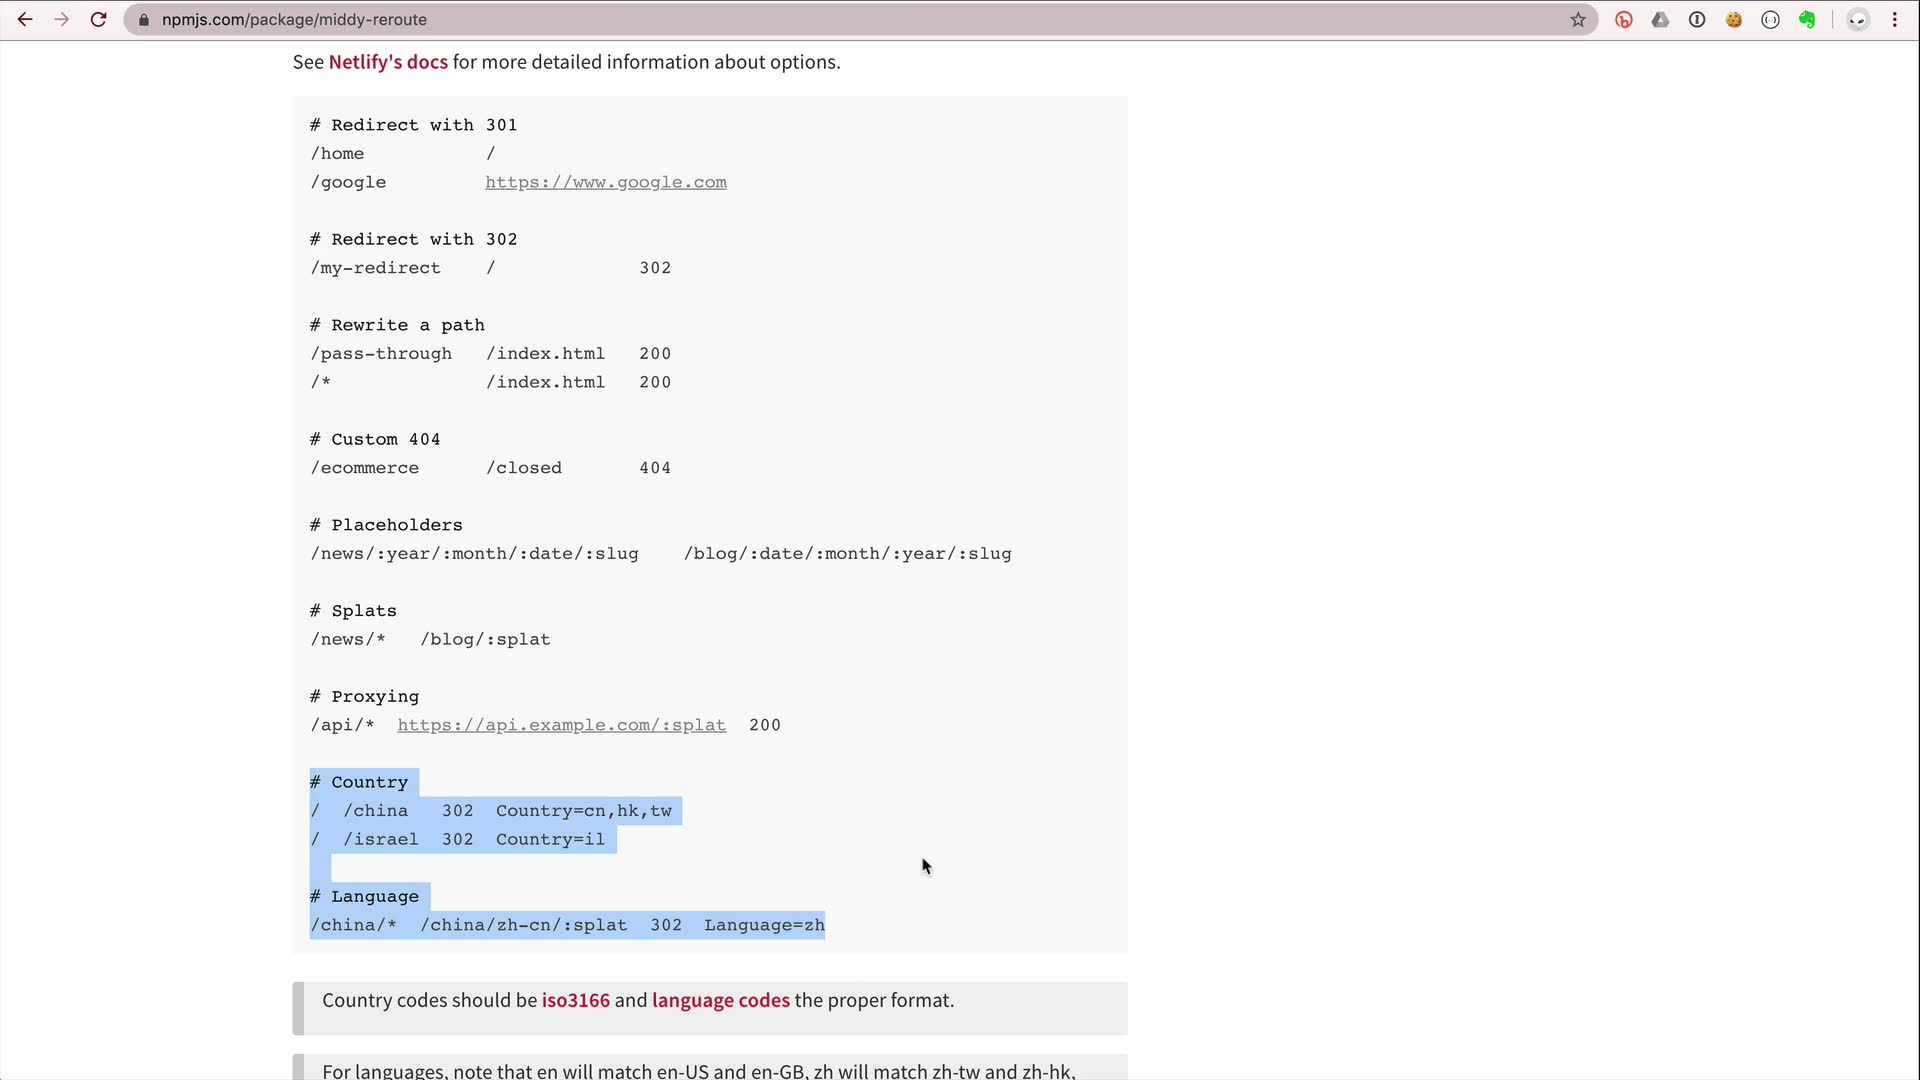 npmjs.com/package/middy-reroute
See Netlify's docs for more detailed information about options.
# Redirect with 301
/home /
/google https://www.google.com
# Redirect with 302
/my-redirect / 302
# Rewrite a path
/pass-through /index.html 200
/* /index.html 200
# Custom 404
/ecommerce /closed 404
# Placeholders
/news/:year/:month/:date/:slug /blog/:date/:month/:year/:slug
# Splats
/news/* /blog/:splat
# Proxying
/api/* https://api.example.com/:splat 200
# Country
/ /china 302 Country=cn,hk,tw
/ /israel 302 Country=il
# Language
/china/* /china/zh-cn/:splat 302 Language=zh
Country codes should be iso3166 and language codes the proper format.
For languages, note that en will match en-US and en-GB, zh will match zh-tw and zh-hk,